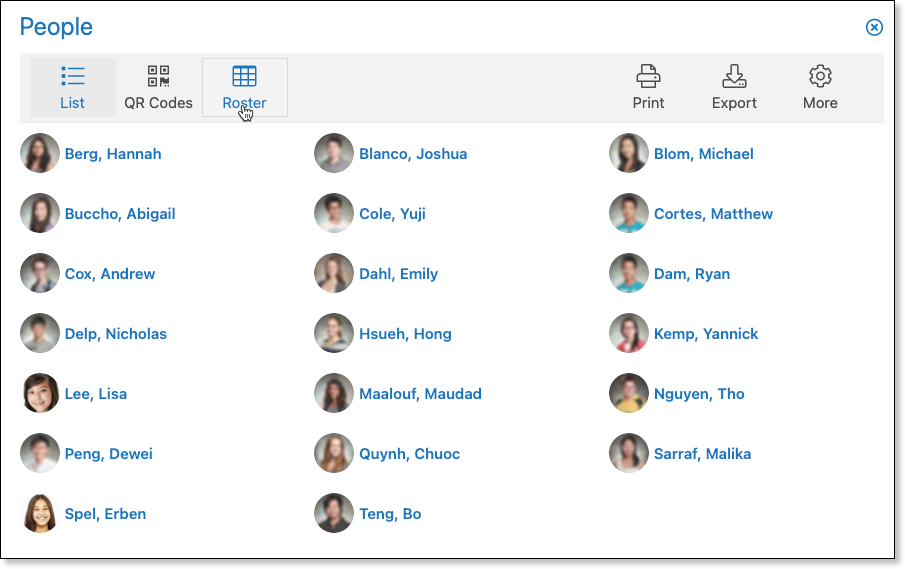 People
List QR Codes Roster Print Export More
Berg, Hannah Blanco, Joshua Blom, Michael
Buccho, Abigail Cole, Yuji Cortes, Matthew
Cox, Andrew Dahl, Emily Dam, Ryan
Delp, Nicholas Hsueh, Hong Kemp, Yannick
Lee, Lisa Maalouf, Maudad Nguyen, Tho
Peng, Dewei Quynh, Chuoc Sarraf, Malika
Spel, Erben Teng, Bo